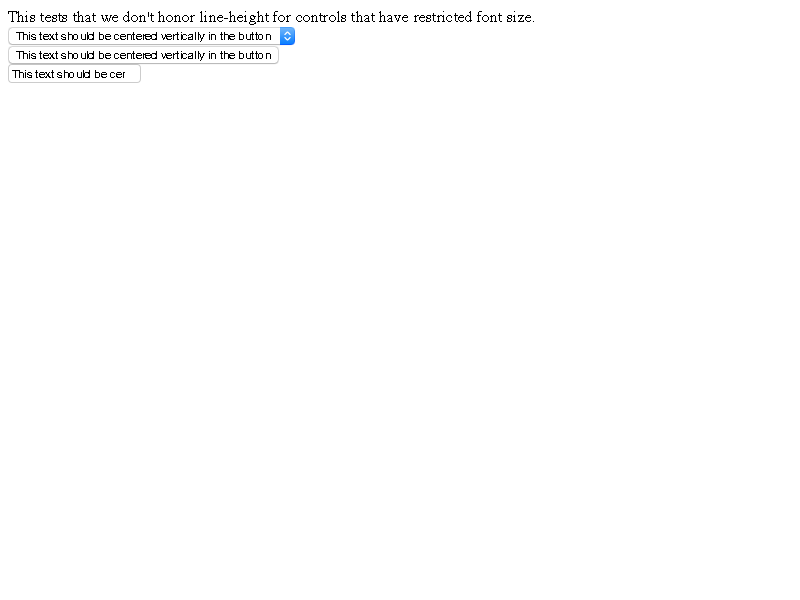 This tests that we don't honor line-height for controls that have restricted font size.
This text should be centered vertically in the button
This text should be centered vertically in the button
This text should be cer